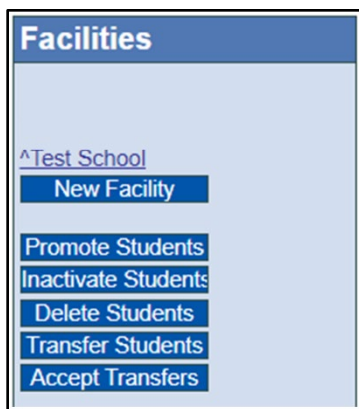 Facilities
^Test School
New Facility
Promote Students
Inactivate Students
Delete Students
Transfer Students
Accept Transfers